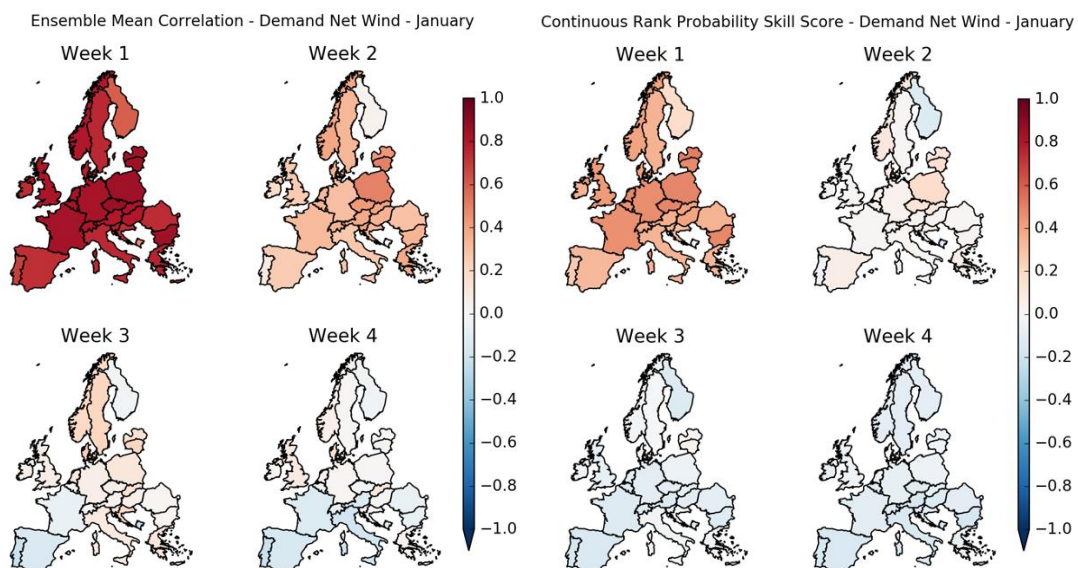 Ensemble Mean Correlation - Demand Net Wind - January
Week 1
Week 2
Week 3
Week 4
1.0
0.8
0.6
0.4
0.2
0.0
−0.2
−0.4
−0.6
−0.8
−1.0
Continuous Rank Probability Skill Score - Demand Net Wind - January
Week 1
Week 2
Week 3
Week 4
1.0
0.8
0.6
0.4
0.2
0.0
−0.2
−0.4
−0.6
−0.8
−1.0